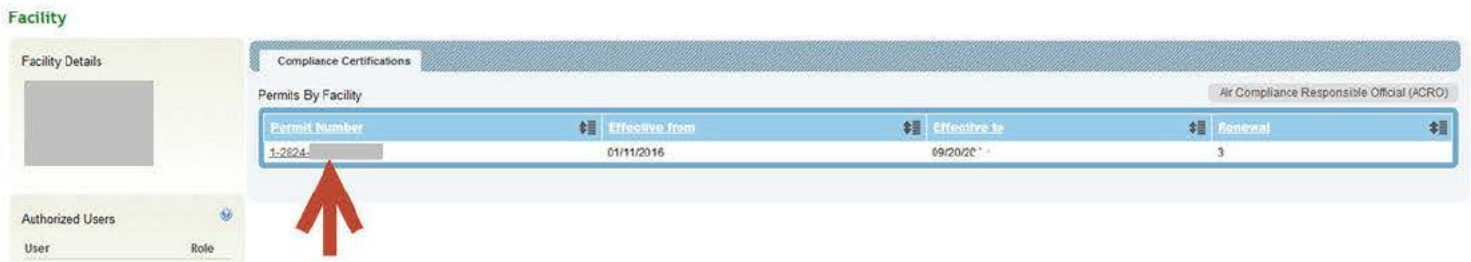 Facility
Facility Details
Compliance Certifications
Permits By Facility
Air Compliance Responsible Official (ACRO)
Permit Number Effective from Effective to Renewal
1-2824- 01/11/2016 3
Authorized Users
User Role